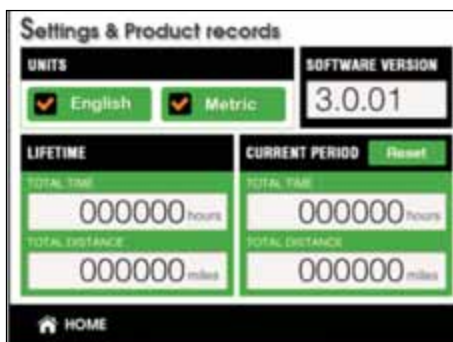 Settings & Product records
UNITS
SOFTWARE VERSION
English
Metric
3.0.01
LIFETIME
CURRENT PERIOD
Reset
TOTAL TIME
TOTAL TIME
000000 hours
000000 hours
TOTAL DISTANCE
TOTAL DISTANCE
000000 miles
000000 miles
HOME